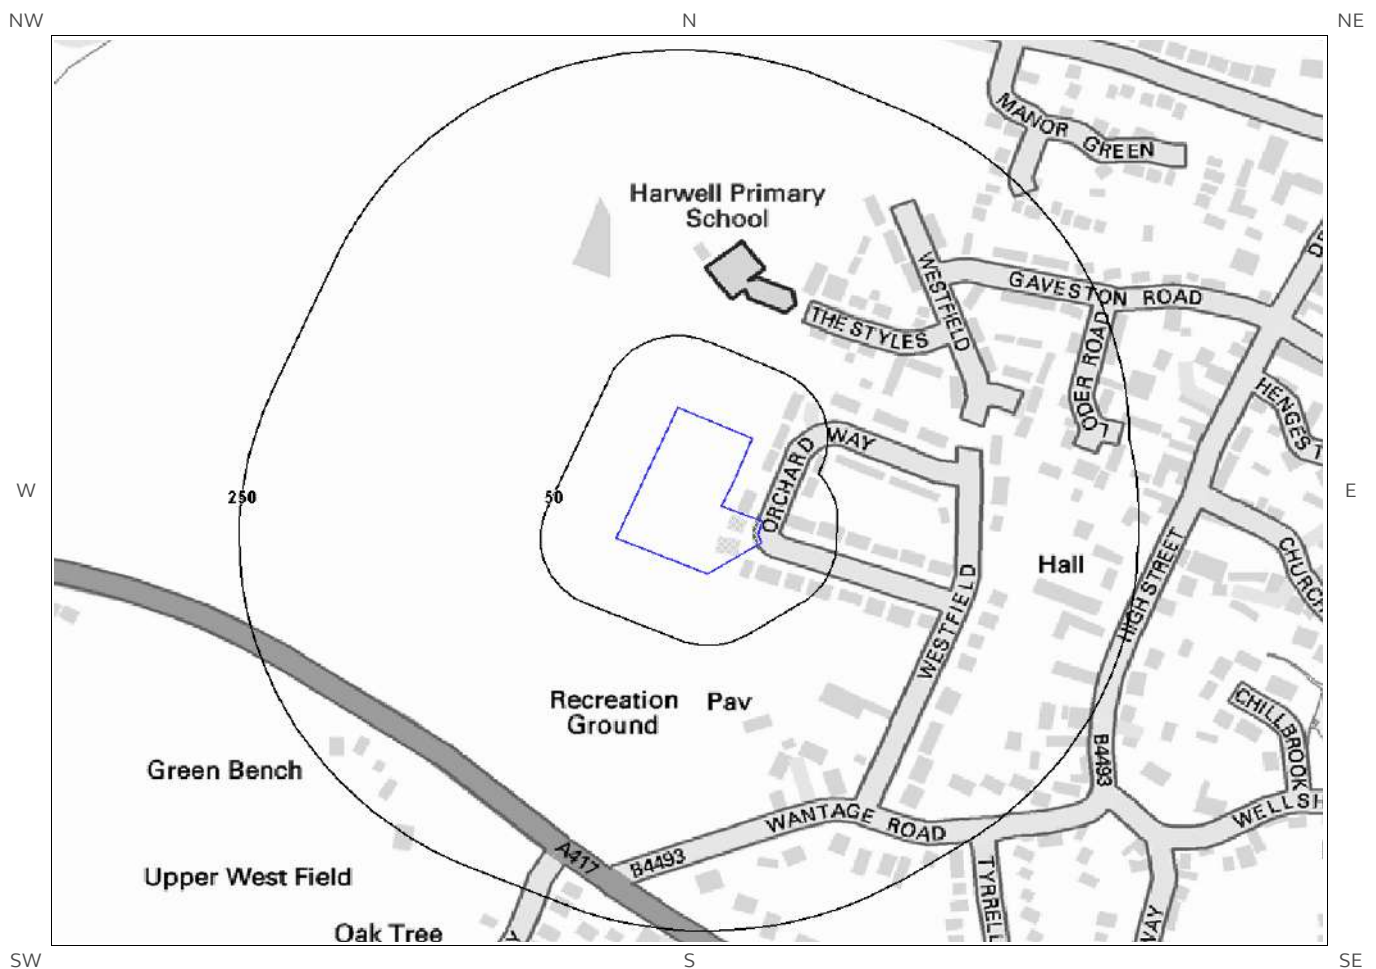 NW
N
NE
MANOR GREEN
Harwell Primary
School
WESTFIELD
GAVESTON ROAD
THE STYLES
LODER ROAD
HENGEST
ORCHARD WAY
W
250
50
E
CHURCH
Hall
HIGH STREET
WESTFIELD
Recreation
Ground
Pav
CHILLBROOK
Green Bench
B4493
WANTAGE ROAD
WELLSH
A417
B4493
Upper West Field
TYRRELL
WAY
Oak Tree
Y
SW
S
SE